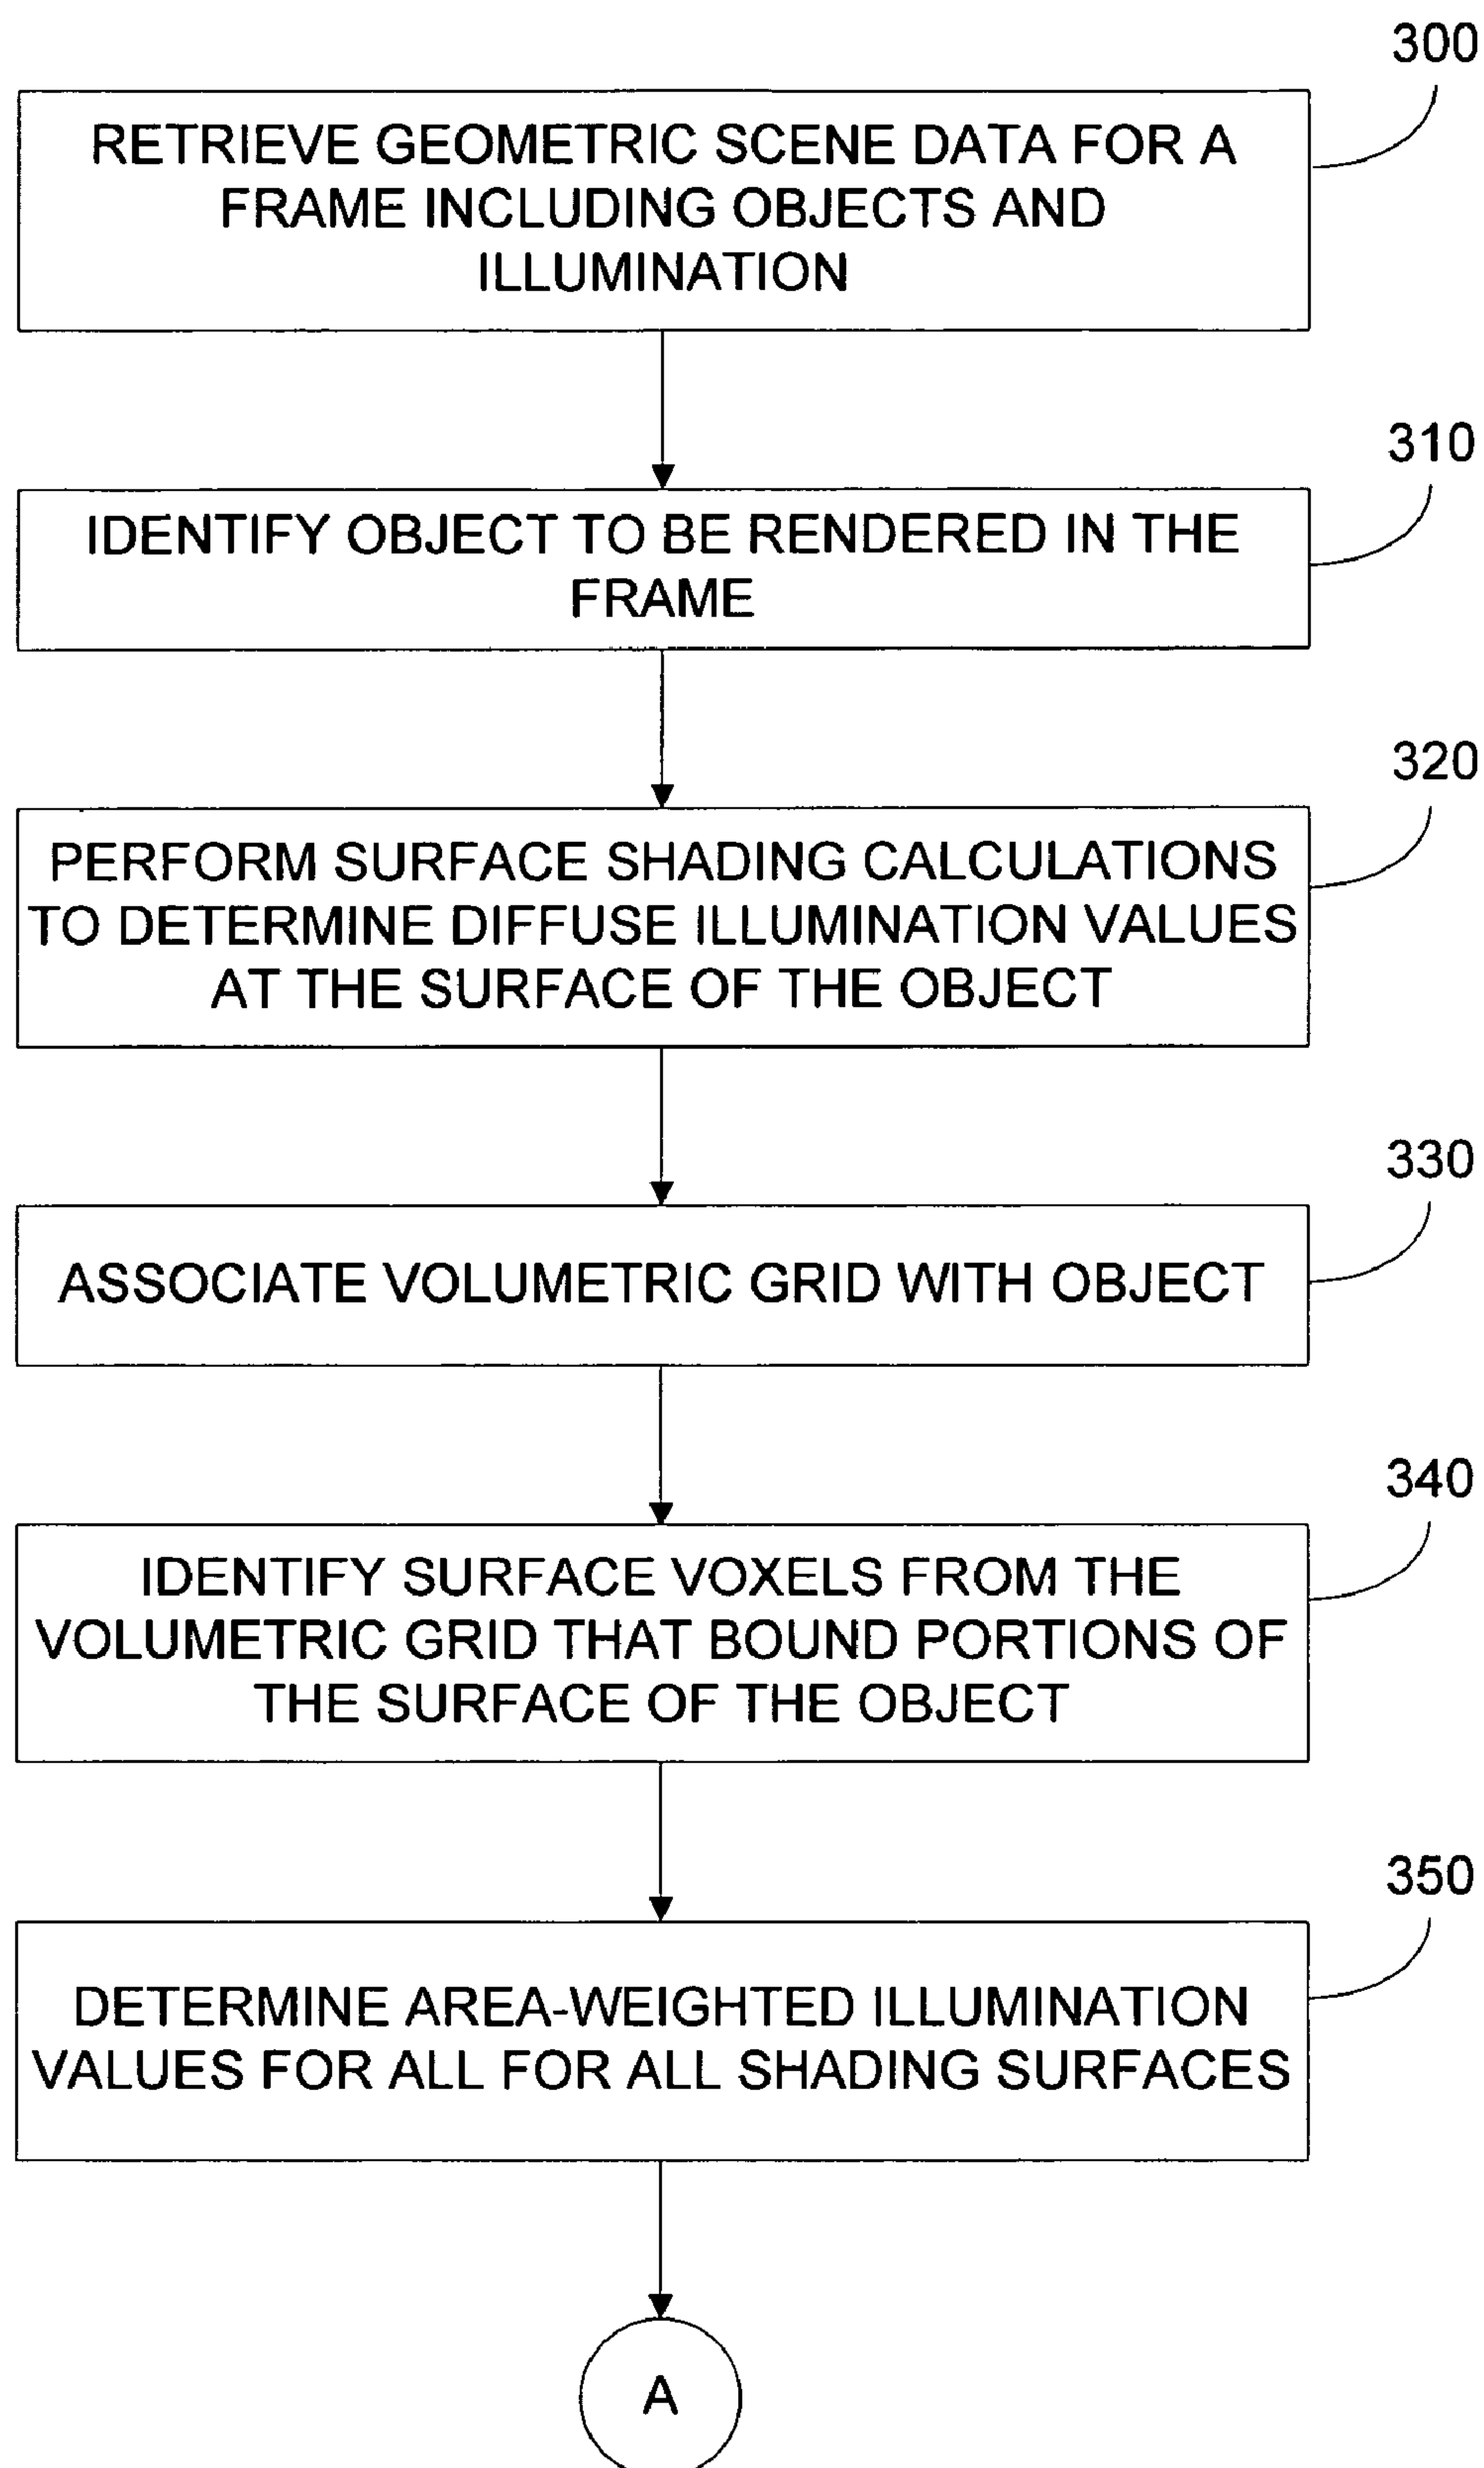 300
RETRIEVE GEOMETRIC SCENE DATA FOR A
FRAME INCLUDING OBJECTS AND
ILLUMINATION
310
IDENTIFY OBJECT TO BE RENDERED IN THE
FRAME
320
PERFORM SURFACE SHADING CALCULATIONS
TO DETERMINE DIFFUSE ILLUMINATION VALUES
AT THE SURFACE OF THE OBJECT
330
ASSOCIATE VOLUMETRIC GRID WITH OBJECT
340
IDENTIFY SURFACE VOXELS FROM THE
VOLUMETRIC GRID THAT BOUND PORTIONS OF
THE SURFACE OF THE OBJECT
350
DETERMINE AREA-WEIGHTED ILLUMINATION
VALUES FOR ALL FOR ALL SHADING SURFACES
A